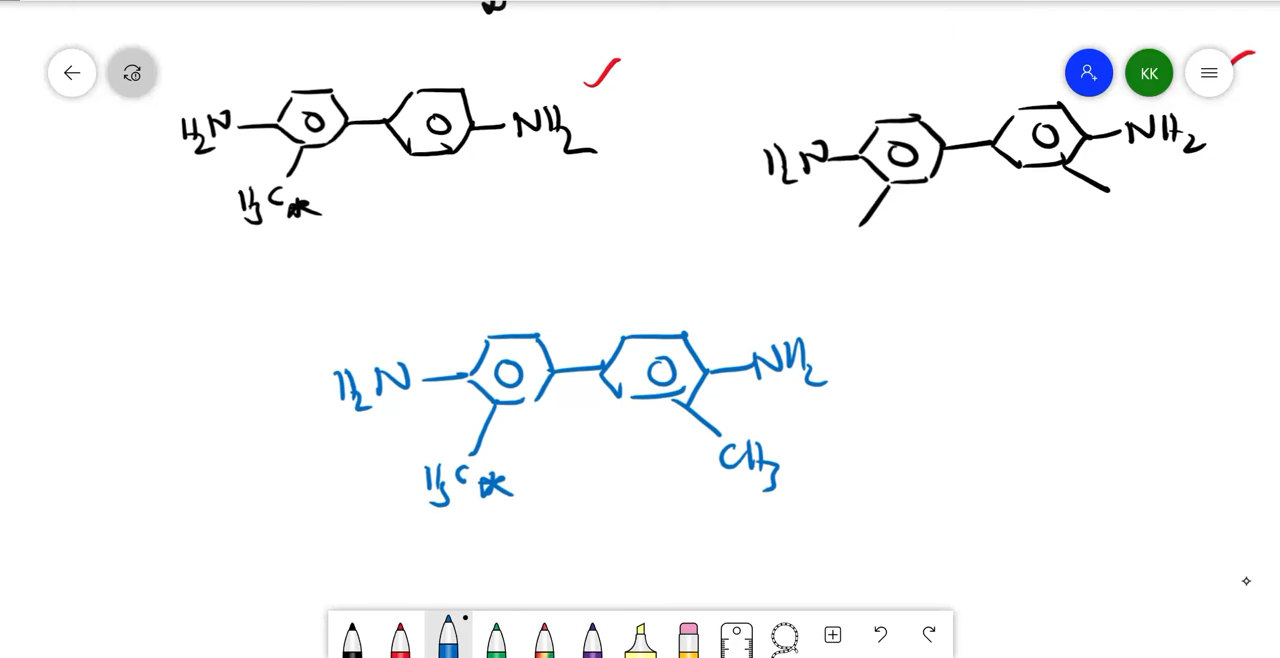 KK
H₂N NH₂
H₃C*
H₂N NH₂
H₂N NH₂
H₃C* CH₃